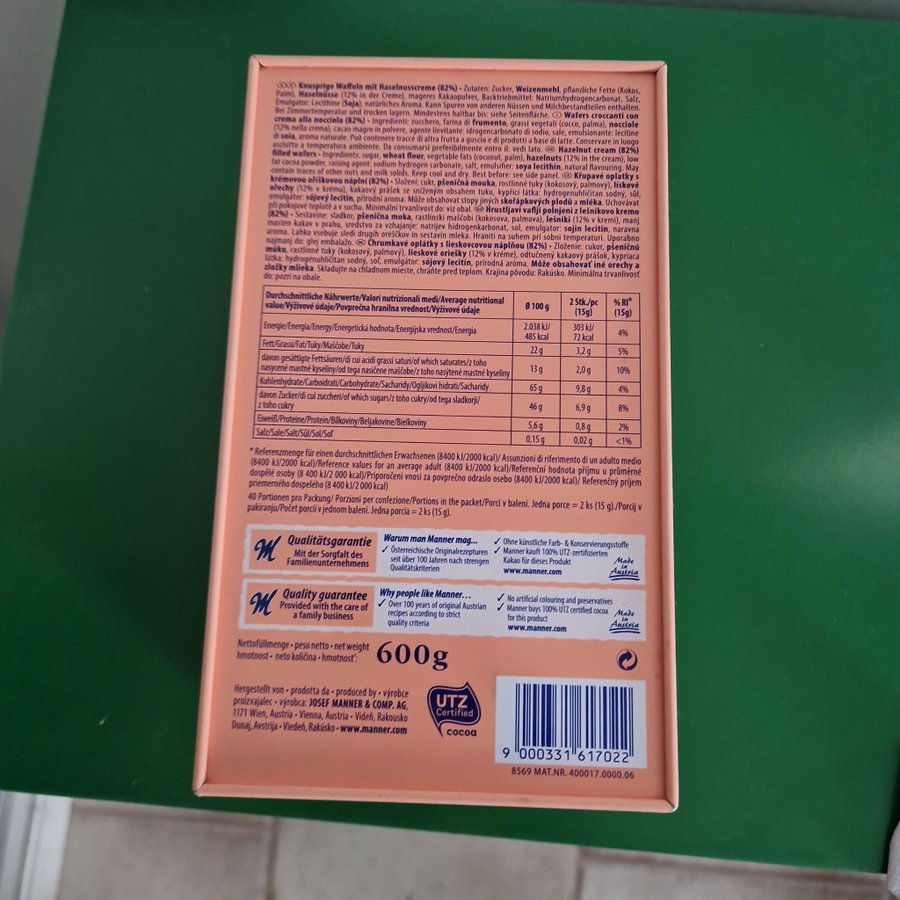 Knusprige Waffeln mit Haselnusscreme (82%) • Zutaten: Zucker, Weizenmehl, pflanzliche Fette (Kokos,
Palm), Haselnüsse (12% in der Creme), mageres Kakaopulver, Backtriebmittel: Natriumhydrogencarbonat, Salz,
Emulgator: Lecithine (Soja), natürliches Aroma. Kann Spuren von anderen Nüssen und Milchbestandteilen enthalten.
Bei Zimmertemperatur und trocken lagern. Mindestens haltbar bis: siehe Seitenfläche. Wafers croccanti con
crema alla nocciola (82%) • Ingredienti: zucchero, farina di frumento, grassi vegetali (cocco, palma), nocciole
(12% nella crema), cacao magro in polvere, agente lievitante: idrogencarbonato di sodio, sale, emulsionante: lecitine
di soia, aroma naturale. Può contenere tracce di altra frutta a guscio e di prodotti a base di latte. Conservare in luogo
asciutto a temperatura ambiente. Da consumarsi preferibilmente entro il: vedi lato. Hazelnut cream (82%)
filled wafers • Ingredients: sugar, wheat flour, vegetable fats (coconut, palm), hazelnuts (12% in the cream), low
fat cocoa powder, raising agent: sodium hydrogen carbonate, salt, emulsifier: soya lecithin, natural flavouring. May
contain traces of other nuts and milk solids. Keep cool and dry. Best before: see side panel. Křupavé oplatky s
krémovou oříškovou náplní (82%) • Složení: cukr, pšeničná mouka, rostlinné tuky (kokosový, palmový), lískové
ořechy (12% v krému), kakaový prášek se sníženým obsahem tuku, kypřicí látka: hydrogenuhličitan sodný, sůl,
emulgátor: sójový lecitin, přírodní aroma. Může obsahovat stopy jiných skořápkových plodů a mléka. Uchovávat
při pokojové teplotě a v suchu. Minimální trvanlivost do: viz obal. Hrustljavi vaflji polnjeni z lešnikovo kremo
(82%) • Sestavine: sladkor, pšenična moka, rastlinski maščobi (kokosova, palmova), lešniki (12% v kremi), manj
masten kakav v prahu, sredstvo za vzhajanje: natrijev hidrogenkarbonat, sol, emulgator: sojin lecitin, naravna
aroma. Lahko vsebuje sledi drugih oreščkov in sestavin mleka. Hraniti na suhem pri sobni temperaturi. Uporabno
najmanj do: glej embalažo. Chrumkavé oplátky s lieskovcovou náplňou (82%) • Zloženie: cukor, pšeničná
múka, rastlinné tuky (kokosový, palmový), lieskové oriešky (12% v kréme), odtučnený kakaový prášok, kypriaca
látka: hydrogénuhličitan sodný, soľ, emulgátor: sójový lecitín, prírodná aróma. Môže obsahovať iné orechy a
zložky mlieka. Skladujte na chladnom mieste, chráňte pred teplom. Krajina pôvodu: Rakúsko. Minimálna trvanlivosť
do: pozri na obale.
Durchschnittliche Nährwerte/Valori nutrizionali medi/Average nutritional
value/Výživové údaje/Povprečna hranilna vrednost/Výživové údaje
Ø 100 g
2 Stk./pc
(15g)
% RI*
(15g)
Energie/Energia/Energy/Energetická hodnota/Energijska vrednost/Energia
2.038 kJ/
485 kcal
303 kJ/
72 kcal
4%
Fett/Grassi/Fat/Tuky/Maščobe/Tuky
22 g
3,2 g
5%
davon gesättigte Fettsäuren/di cui acidi grassi saturi/of which saturates/z toho
nasycené mastné kyseliny/od tega nasičene maščobe/z toho nasýtené mastné kyseliny
13 g
2,0 g
10%
Kohlenhydrate/Carboidrati/Carbohydrate/Sacharidy/Ogljikovi hidrati/Sacharidy
65 g
9,8 g
4%
davon Zucker/di cui zuccheri/of which sugars/z toho cukry/od tega sladkorji/
z toho cukry
46 g
6,9 g
8%
Eiweiß/Proteine/Protein/Bílkoviny/Beljakovine/Bielkoviny
5,6 g
0,8 g
2%
Salz/Sale/Salt/Sůl/Sol/Soľ
0,15 g
0,02 g
<1%
* Referenzmenge für einen durchschnittlichen Erwachsenen (8400 kJ/2000 kcal)/ Assunzioni di riferimento di un adulto medio
(8400 kJ/2000 kcal)/Reference values for an average adult (8400 kJ/2000 kcal)/Referenční hodnota příjmu u průměrné
dospělé osoby (8 400 kJ/2 000 kcal)/Priporočeni vnosi za povprečno odraslo osebo (8400 kJ/2000 kcal)/ Referenčný príjem
priemerného dospelého (8 400 kJ/2 000 kcal)
40 Portionen pro Packung/ Porzioni per confezione/Portions in the packet/Porcí v balení. Jedna porce = 2 ks (15 g)./Porcij v
pakiranju/Počet porcií v jednom balení. Jedna porcia = 2 ks (15 g).
M
Qualitätsgarantie
Mit der Sorgfalt des
Familienunternehmens
Warum man Manner mag...
✓ Österreichische Originalrezepturen
seit über 100 Jahren nach strengen
Qualitätskriterien
✓ Ohne künstliche Farb- & Konservierungsstoffe
✓ Manner kauft 100% UTZ-zertifizierten
Kakao für dieses Produkt
www.manner.com
Made
in
Austria
M
Quality guarantee
Provided with the care of
a family business
Why people like Manner...
✓ Over 100 years of original Austrian
recipes according to strict
quality criteria
✓ No artificial colouring and preservatives
✓ Manner buys 100% UTZ certified cocoa
for this product
www.manner.com
Made
in
Austria
Nettofüllmenge • peso netto • net weight
hmotnost • neto količina • hmotnosť:
600g
Hergestellt von • prodotta da • produced by • výrobce
proizvajalec • výrobca: JOSEF MANNER & COMP. AG,
1171 Wien, Austria • Vienna, Austria • Vídeň, Rakousko
Dunaj, Avstrija • Viedeň, Rakúsko • www.manner.com
UTZ
Certified
cocoa
9 000331 617022
8569 MAT.NR. 400017.0000.06